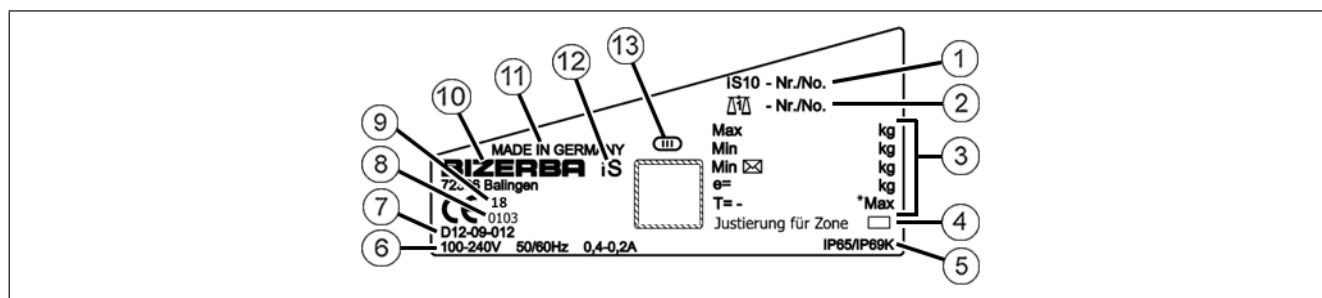 13
12
11
10
9
8
7
6
1
2
3
4
5
iS10 - Nr./No.
- Nr./No.
Max kg
Min kg
Min kg
e= kg
T= - *Max
Justierung für Zone
IP65/IP69K
MADE IN GERMANY
BIZERBA iS
Balingen
CE 18
0103
D12-09-012
100-240V 50/60Hz 0,4-0,2A